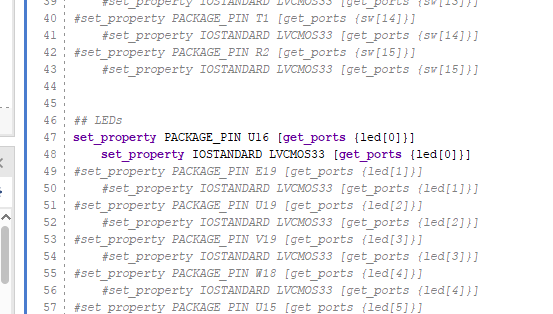 39 #set_property IOSTANDARD LVCMOS33 [get_ports {sw[13]}]
40 #set_property PACKAGE_PIN T1 [get_ports {sw[14]}]
41 #set_property IOSTANDARD LVCMOS33 [get_ports {sw[14]}]
42 #set_property PACKAGE_PIN R2 [get_ports {sw[15]}]
43 #set_property IOSTANDARD LVCMOS33 [get_ports {sw[15]}]
44
45
46 ## LEDs
47 set_property PACKAGE_PIN U16 [get_ports {led[0]}]
48 set_property IOSTANDARD LVCMOS33 [get_ports {led[0]}]
49 #set_property PACKAGE_PIN E19 [get_ports {led[1]}]
50 #set_property IOSTANDARD LVCMOS33 [get_ports {led[1]}]
51 #set_property PACKAGE_PIN U19 [get_ports {led[2]}]
52 #set_property IOSTANDARD LVCMOS33 [get_ports {led[2]}]
53 #set_property PACKAGE_PIN V19 [get_ports {led[3]}]
54 #set_property IOSTANDARD LVCMOS33 [get_ports {led[3]}]
55 #set_property PACKAGE_PIN W18 [get_ports {led[4]}]
56 #set_property IOSTANDARD LVCMOS33 [get_ports {led[4]}]
57 #set_property PACKAGE_PIN U15 [get_ports {led[5]}]